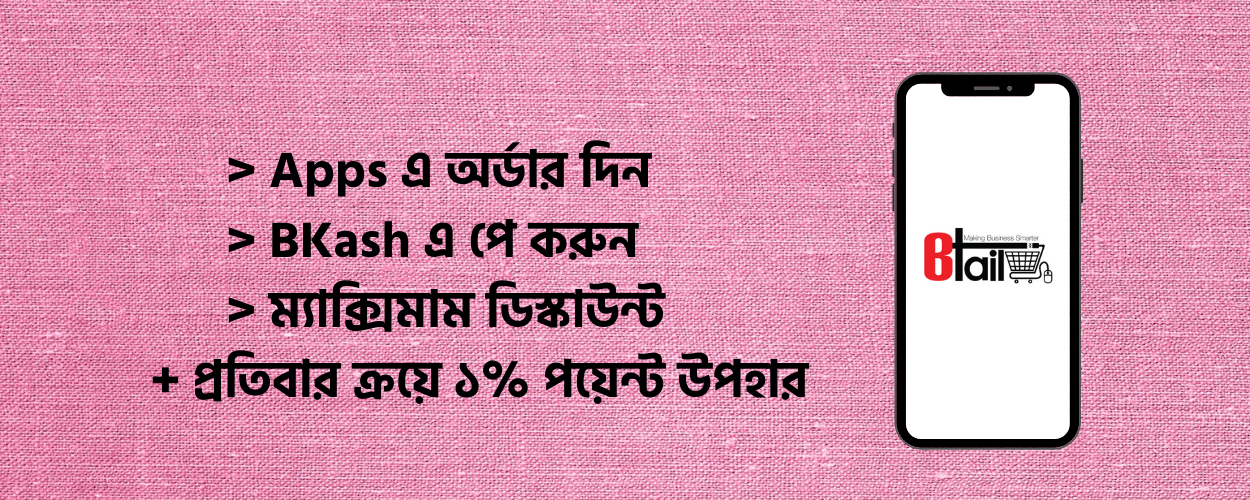 > Apps এ অর্ডার দিন
> BKash এ পে করুন
> ম্যাক্সিমাম ডিস্কাউন্ট
+ প্রতিবার ক্রয়ে ১% পয়েন্ট উপহার
Making Business Smarter
Btail